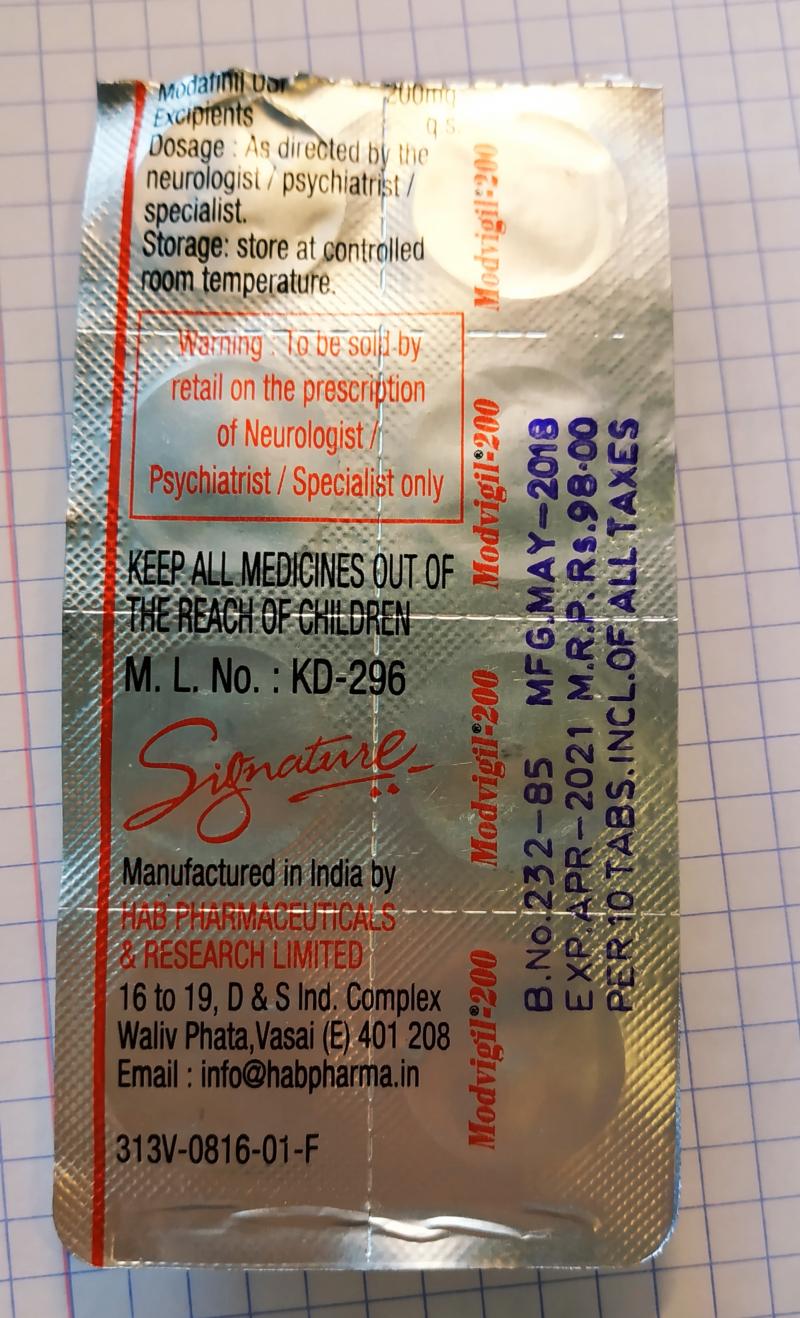 Modafinil USP 200mg
Excipients q s.
Dosage : As directed by the
neurologist / psychiatrist /
specialist.
Storage: store at controlled
room temperature.
Warning : To be sold by
retail on the prescription
of Neurologist /
Psychiatrist / Specialist only
KEEP ALL MEDICINES OUT OF
THE REACH OF CHILDREN
M. L. No. : KD-296
Signature
Manufactured in India by
HAB PHARMACEUTICALS
& RESEARCH LIMITED
16 to 19, D & S Ind. Complex
Waliv Phata, Vasai (E) 401 208
Email : info@habpharma.in
313V-0816-01-F
Modvigil®-200
Modvigil®-200
Modvigil®-200
Modvigil®-200
B.No.232-85 MFG.MAY-2018
EXP.APR-2021 M.R.P.Rs.98.00
PER 10 TABS.INCL.OF ALL TAXES